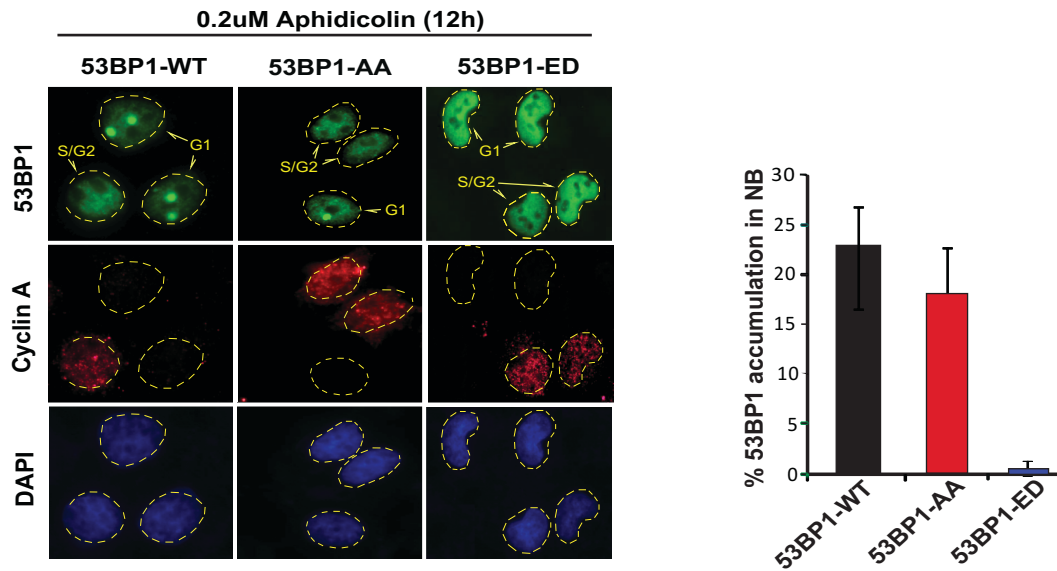 0.2uM Aphidicolin (12h)
53BP1-WT 53BP1-AA 53BP1-ED
53BP1
S/G2
G1
S/G2
G1
G1
S/G2
Cyclin A
DAPI
% 53BP1 accumulation in NB
30
25
20
15
10
5
0
53BP1-WT
53BP1-AA
53BP1-ED